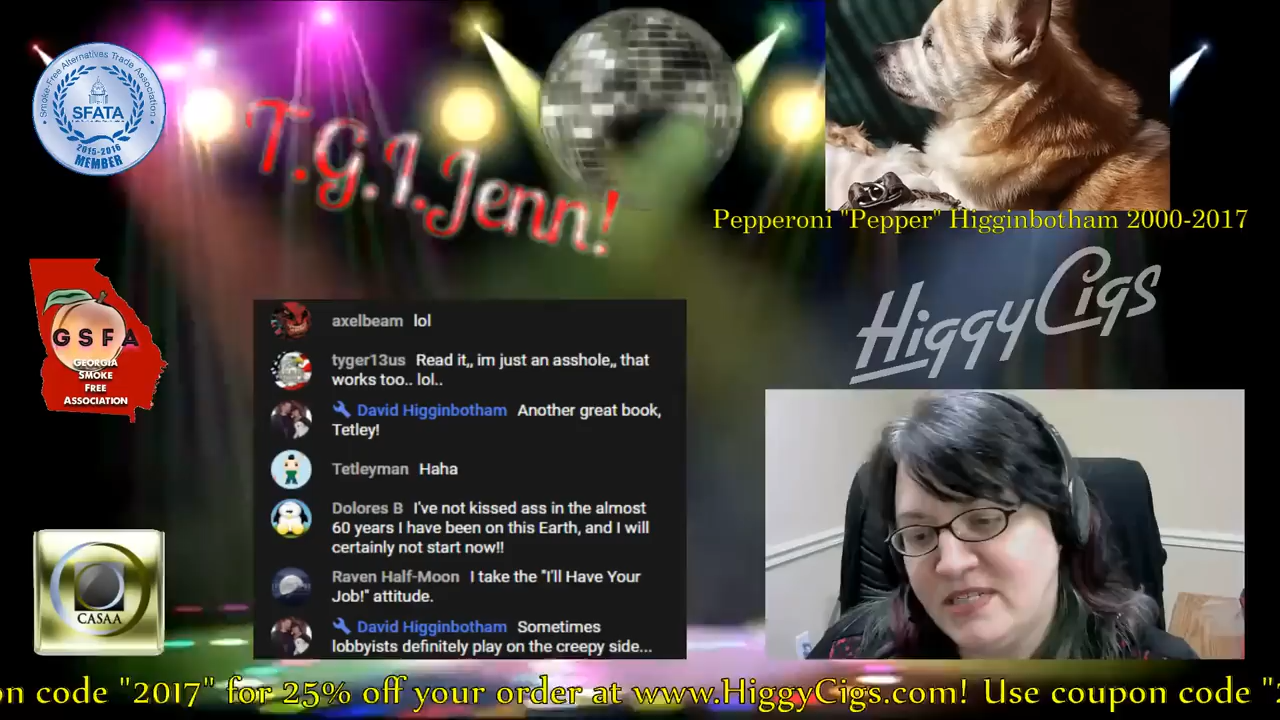 Smoke-Free Alternatives Trade Association
SFATA
2015-2016
MEMBER
T.G.I.Jenn!
Pepperoni "Pepper" Higginbotham 2000-2017
HiggyCigs
GSFA
GEORGIA
SMOKE
FREE
ASSOCIATION
CASAA
axelbeam lol
tyger13us Read it,, im just an asshole,, that
works too.. lol..
David Higginbotham Another great book,
Tetley!
Tetleyman Haha
Dolores B I've not kissed ass in the almost
60 years I have been on this Earth, and I will
certainly not start now!!
Raven Half-Moon I take the "I'll Have Your
Job!" attitude.
David Higginbotham Sometimes
lobbyists definitely play on the creepy side...
on code "2017" for 25% off your order at www.HiggyCigs.com! Use coupon code "2